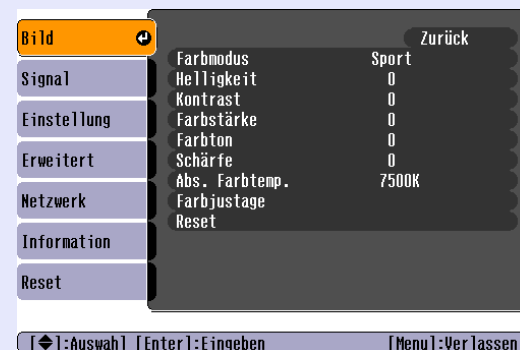 Bild
Signal
Einstellung
Erweitert
Netzwerk
Information
Reset
Zurück
Farbmodus Sport
Helligkeit 0
Kontrast 0
Farbstärke 0
Farbton 0
Schärfe 0
Abs. Farbtemp. 7500K
Farbjustage
Reset
[◆]:Auswahl [Enter]:Eingeben [Menu]:Verlassen